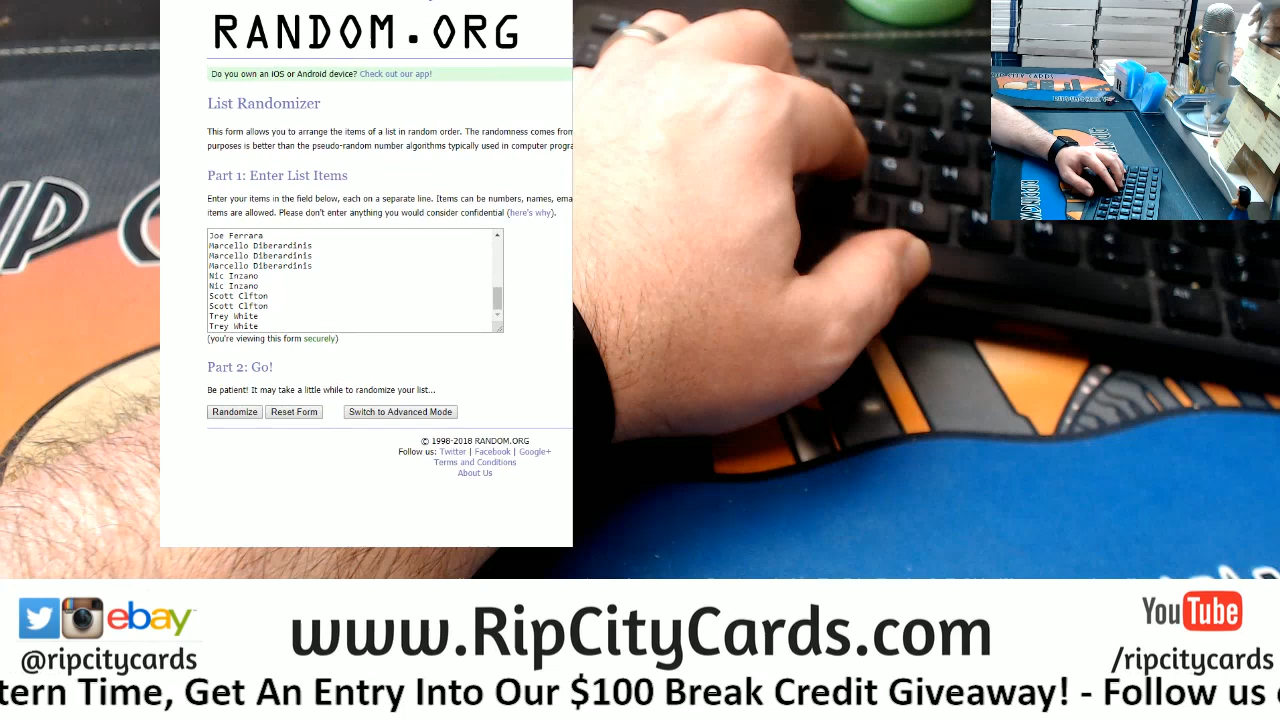 RANDOM.ORG
Do you own an iOS or Android device? Check out our app!
List Randomizer
This form allows you to arrange the items of a list in random order. The randomness comes from
purposes is better than the pseudo-random number algorithms typically used in computer progra
Part 1: Enter List Items
Enter your items in the field below, each on a separate line. Items can be numbers, names, ema
items are allowed. Please don't enter anything you would consider confidential (here's why).
Joe Ferrara
Marcello Diberardinis
Marcello Diberardinis
Marcello Diberardinis
Nic Inzano
Nic Inzano
Scott Clfton
Scott Clfton
Trey White
Trey White
(you're viewing this form securely)
Part 2: Go!
Be patient! It may take a little while to randomize your list...
Randomize Reset Form Switch to Advanced Mode
© 1998-2018 RANDOM.ORG
Follow us: Twitter | Facebook | Google+
Terms and Conditions
About Us
ebay
@ripcitycards
www.RipCityCards.com
YouTube
/ripcitycards
tern Time, Get An Entry Into Our $100 Break Credit Giveaway! - Follow us